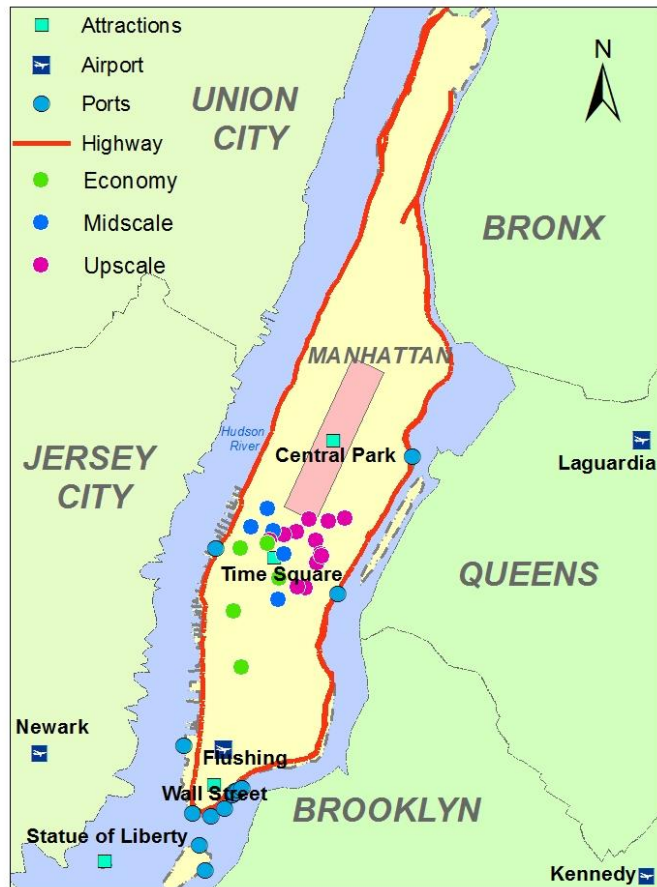 Attractions
Airport
Ports
Highway
Economy
Midscale
Upscale
N
UNION
CITY
BRONX
MANHATTAN
Hudson
River
Central Park
Laguardia
JERSEY
CITY
Time Square
QUEENS
Newark
Flushing
Wall Street
BROOKLYN
Statue of Liberty
Kennedy